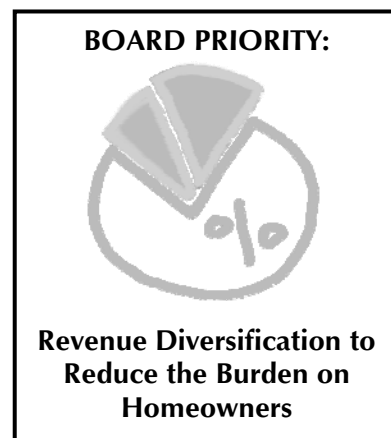 BOARD PRIORITY:
%
Revenue Diversification to
Reduce the Burden on
Homeowners